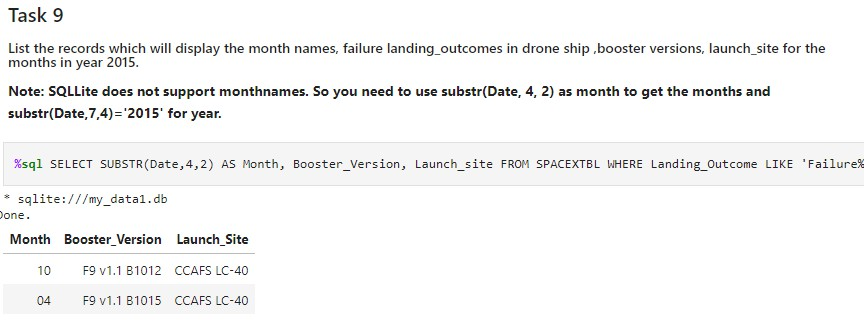 Task 9
List the records which will display the month names, failure landing_outcomes in drone ship ,booster versions, launch_site for the
months in year 2015.
Note: SQLLite does not support monthnames. So you need to use substr(Date, 4, 2) as month to get the months and
substr(Date,7,4)='2015' for year.
%sql SELECT SUBSTR(Date,4,2) AS Month, Booster_Version, Launch_site FROM SPACEXTBL WHERE Landing_Outcome LIKE 'Failure%
* sqlite:///my_data1.db
Done.
Month Booster_Version Launch_Site
10 F9 v1.1 B1012 CCAFS LC-40
04 F9 v1.1 B1015 CCAFS LC-40